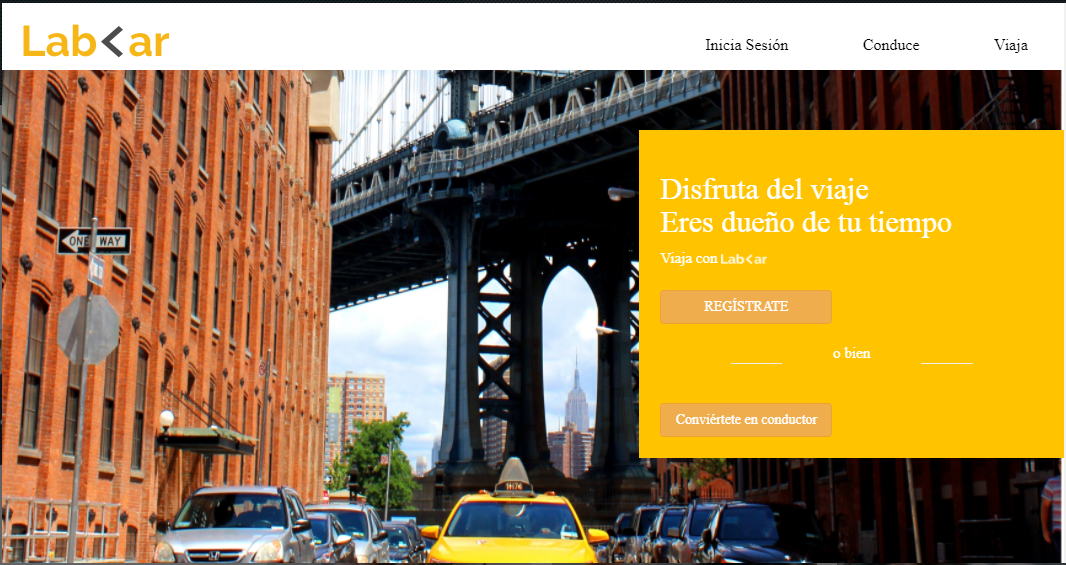 Lab<ar
Inicia Sesión
Conduce
Viaja
Disfruta del viaje
Eres dueño de tu tiempo
Viaja con Lab<ar
REGÍSTRATE
o bien
Conviértete en conductor
ONE WAY
1H76